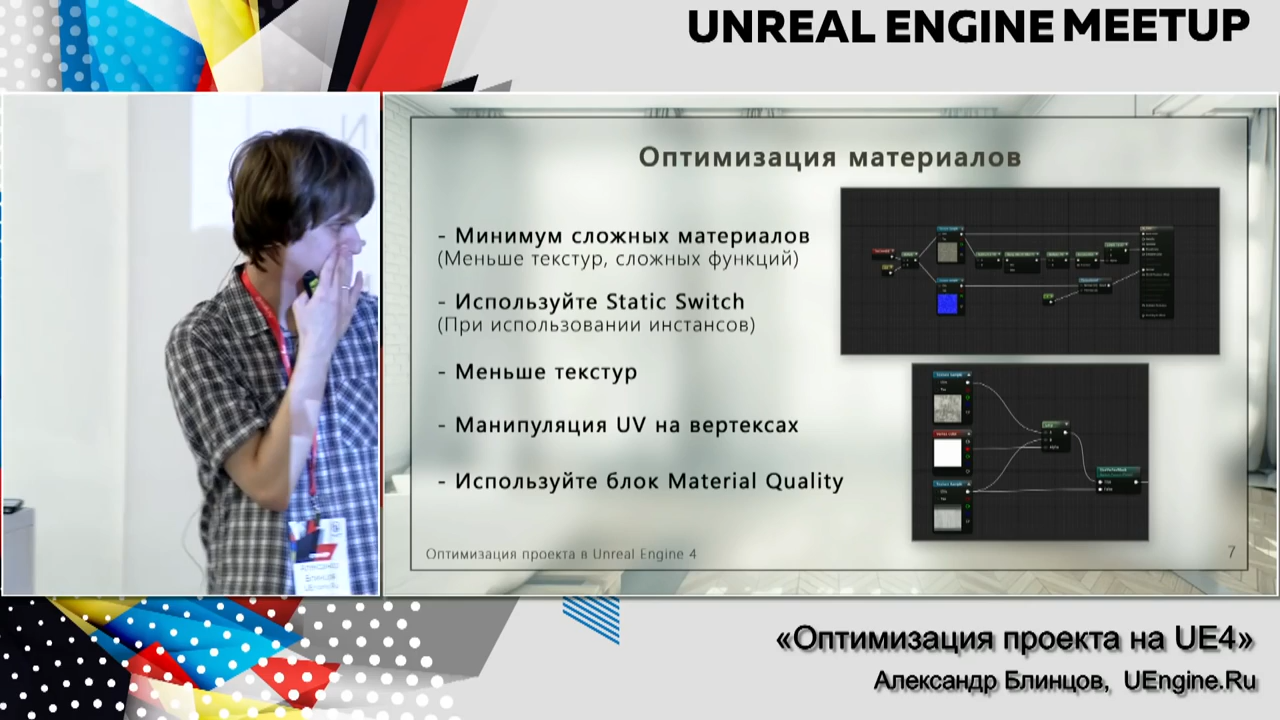 UNREAL ENGINE MEETUP
Оптимизация материалов
- Минимум сложных материалов
(Меньше текстур, сложных функций)
- Используйте Static Switch
(При использовании инстансов)
- Меньше текстур
- Манипуляция UV на вертексах
- Используйте блок Material Quality
Оптимизация проекта в Unreal Engine 4
7
Александр
Блинцов
«Оптимизация проекта на UE4»
Александр Блинцов, UEngine.Ru